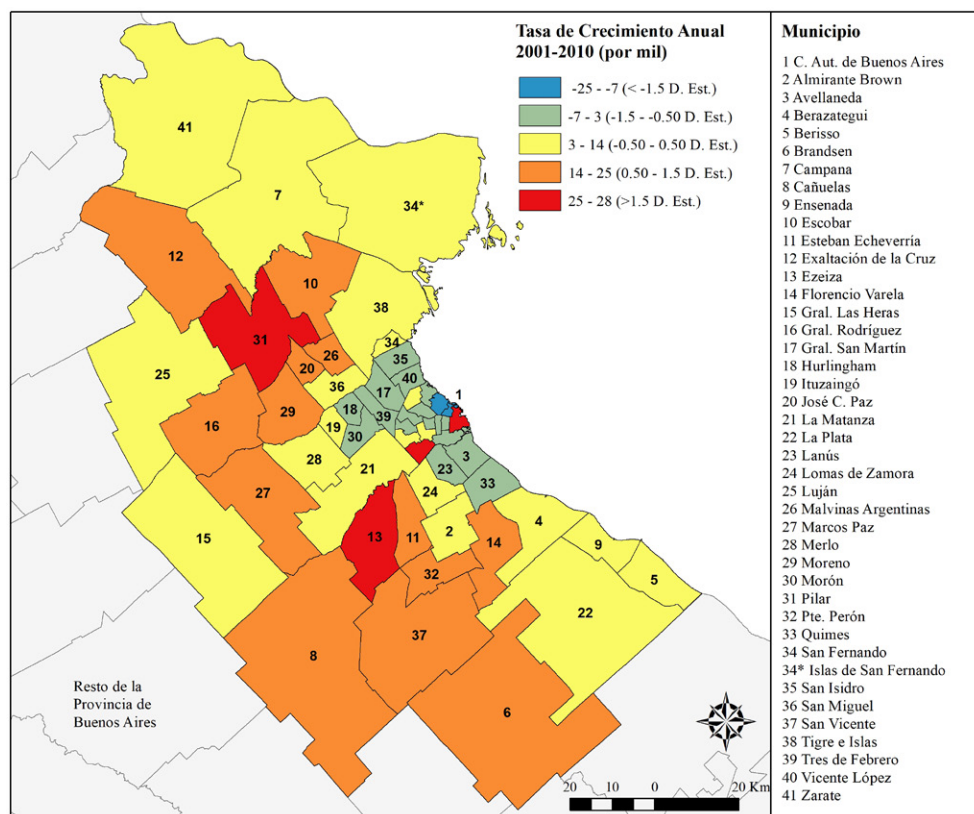 Tasa de Crecimiento Anual
2001-2010 (por mil)
-25 - -7 (< -1.5 D. Est.)
-7 - 3 (-1.5 - -0.50 D. Est.)
3 - 14 (-0.50 - 0.50 D. Est.)
14 - 25 (0.50 - 1.5 D. Est.)
25 - 28 (>1.5 D. Est.)
41
7
34*
12
10
38
34
31
26
35
25
20
40
1
36
17
29
18
39
16
19
30
3
28
21
23
33
24
27
4
2
13
11
14
15
9
32
5
22
37
8
6
Resto de la
Provincia de
Buenos Aires
20 10 0 20 Km
Municipio
1 C. Aut. de Buenos Aires
2 Almirante Brown
3 Avellaneda
4 Berazategui
5 Berisso
6 Brandsen
7 Campana
8 Cañuelas
9 Ensenada
10 Escobar
11 Esteban Echeverría
12 Exaltación de la Cruz
13 Ezeiza
14 Florencio Varela
15 Gral. Las Heras
16 Gral. Rodríguez
17 Gral. San Martín
18 Hurlingham
19 Ituzaingó
20 José C. Paz
21 La Matanza
22 La Plata
23 Lanús
24 Lomas de Zamora
25 Luján
26 Malvinas Argentinas
27 Marcos Paz
28 Merlo
29 Moreno
30 Morón
31 Pilar
32 Pte. Perón
33 Quimes
34 San Fernando
34* Islas de San Fernando
35 San Isidro
36 San Miguel
37 San Vicente
38 Tigre e Islas
39 Tres de Febrero
40 Vicente López
41 Zarate